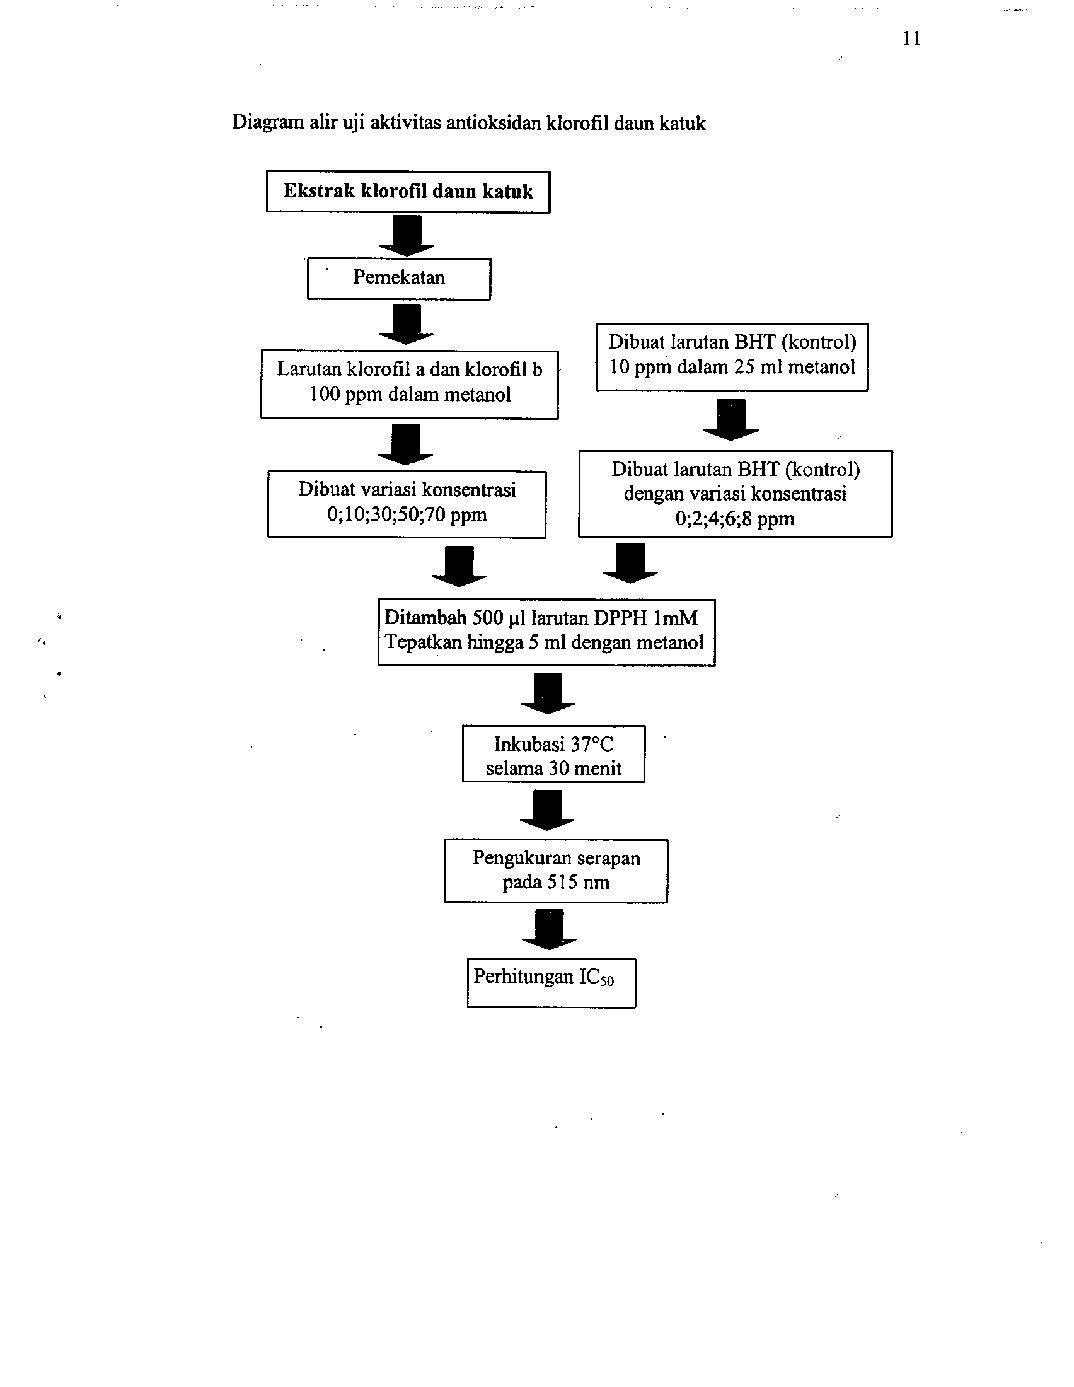 11
Diagram alir uji aktivitas antioksidan klorofil daun katuk
Ekstrak klorofil daun katuk
Pemekatan
Larutan klorofil a dan klorofil b
100 ppm dalam metanol
Dibuat variasi konsentrasi
0;10;30;50;70 ppm
Dibuat larutan BHT (kontrol)
10 ppm dalam 25 ml metanol
Dibuat larutan BHT (kontrol)
dengan variasi konsentrasi
0;2;4;6;8 ppm
Ditambah 500 µl larutan DPPH 1mM
Tepatkan hingga 5 ml dengan metanol
Inkubasi 37°C
selama 30 menit
Pengukuran serapan
pada 515 nm
Perhitungan IC₅₀